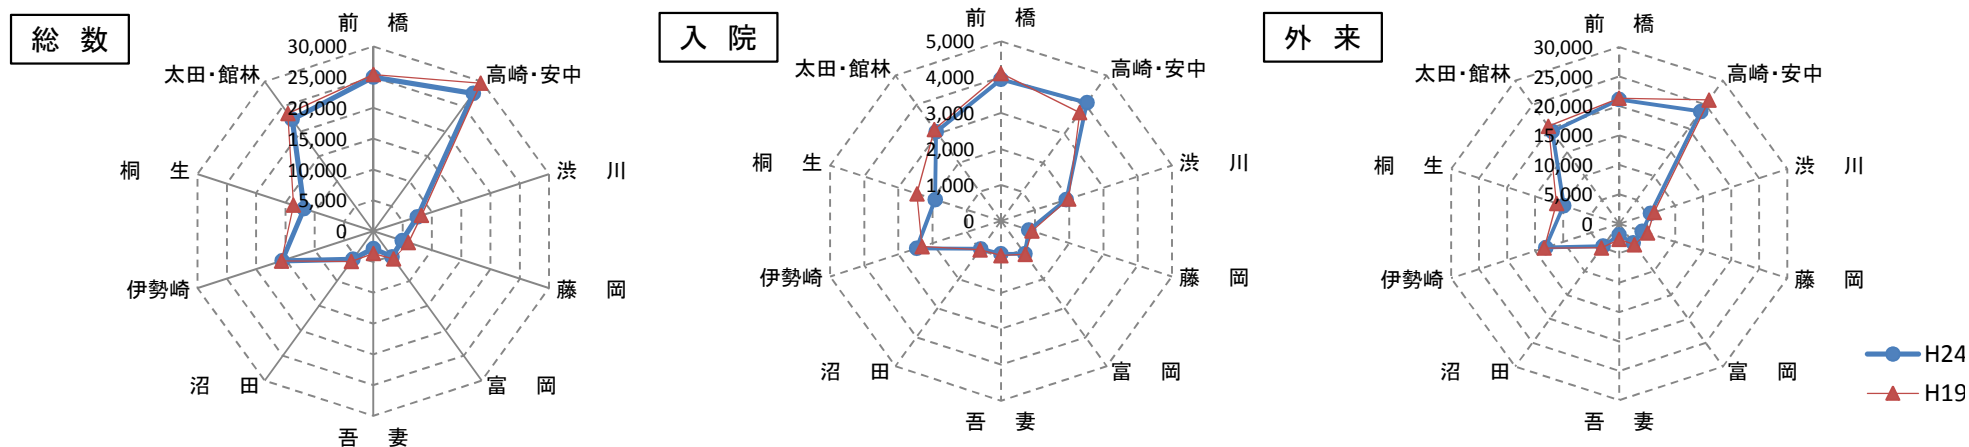 総 数
前 橋
30,000
25,000
20,000
15,000
10,000
5,000
0
高崎・安中
渋 川
藤 岡
富 岡
吾 妻
沼 田
伊勢崎
桐 生
太田・館林
入 院
前 橋
5,000
4,000
3,000
2,000
1,000
0
高崎・安中
渋 川
藤 岡
富 岡
吾 妻
沼 田
伊勢崎
桐 生
太田・館林
外 来
前 橋
30,000
25,000
20,000
15,000
10,000
5,000
0
高崎・安中
渋 川
藤 岡
富 岡
吾 妻
沼 田
伊勢崎
桐 生
太田・館林
H24
H19